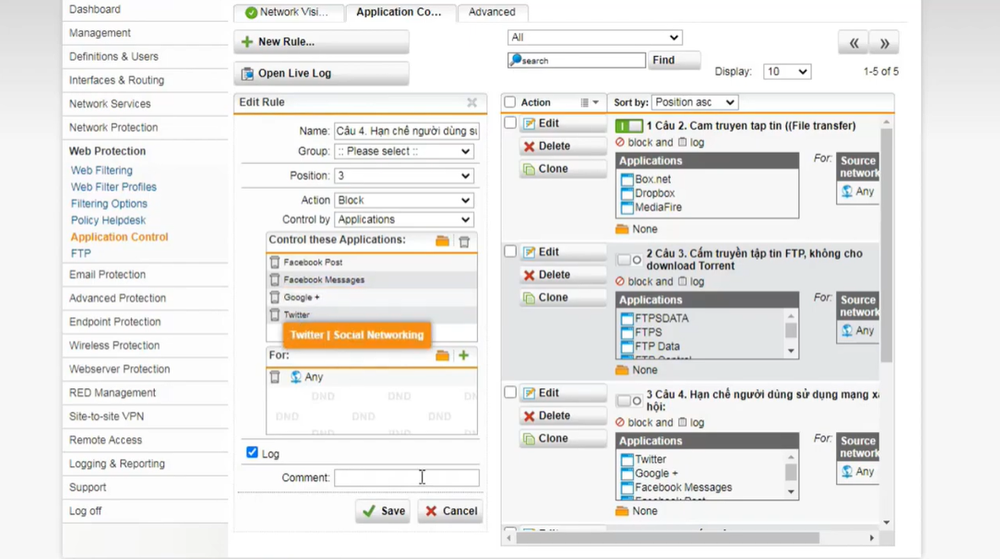 Dashboard
Management
Definitions & Users
Interfaces & Routing
Network Services
Network Protection
Web Protection
Web Filtering
Web Filter Profiles
Filtering Options
Policy Helpdesk
Application Control
FTP
Email Protection
Advanced Protection
Endpoint Protection
Wireless Protection
Webserver Protection
RED Management
Site-to-site VPN
Remote Access
Logging & Reporting
Support
Log off
Network Visi...
Application Co...
Advanced
New Rule...
Open Live Log
All
search
Find
Display: 10
1-5 of 5
Edit Rule
Name: Câu 4. Hạn chế người dùng sử
Group: :: Please select ::
Position: 3
Action Block
Control by Applications
Control these Applications:
Facebook Post
Facebook Messages
Google +
Twitter
Twitter | Social Networking
For:
Any
DND DND DN
DND DND DND
Log
Comment:
Save
Cancel
Action
Sort by: Position asc
Edit
Delete
Clone
1 Câu 2. Cam truyen tap tin ((File transfer)
block and log
Applications
Box.net
Dropbox
MediaFire
For: Source
network
Any
None
Edit
Delete
Clone
2 Câu 3. Cấm truyền tập tin FTP, không cho
download Torrent
block and log
Applications
FTPSDATA
FTPS
FTP Data
FTP Control
For: Source
network
Any
None
Edit
Delete
Clone
3 Câu 4. Hạn chế người dùng sử dụng mạng xã
hội:
block and log
Applications
Twitter
Google +
Facebook Messages
Facebook Post
For: Source
network
Any
None